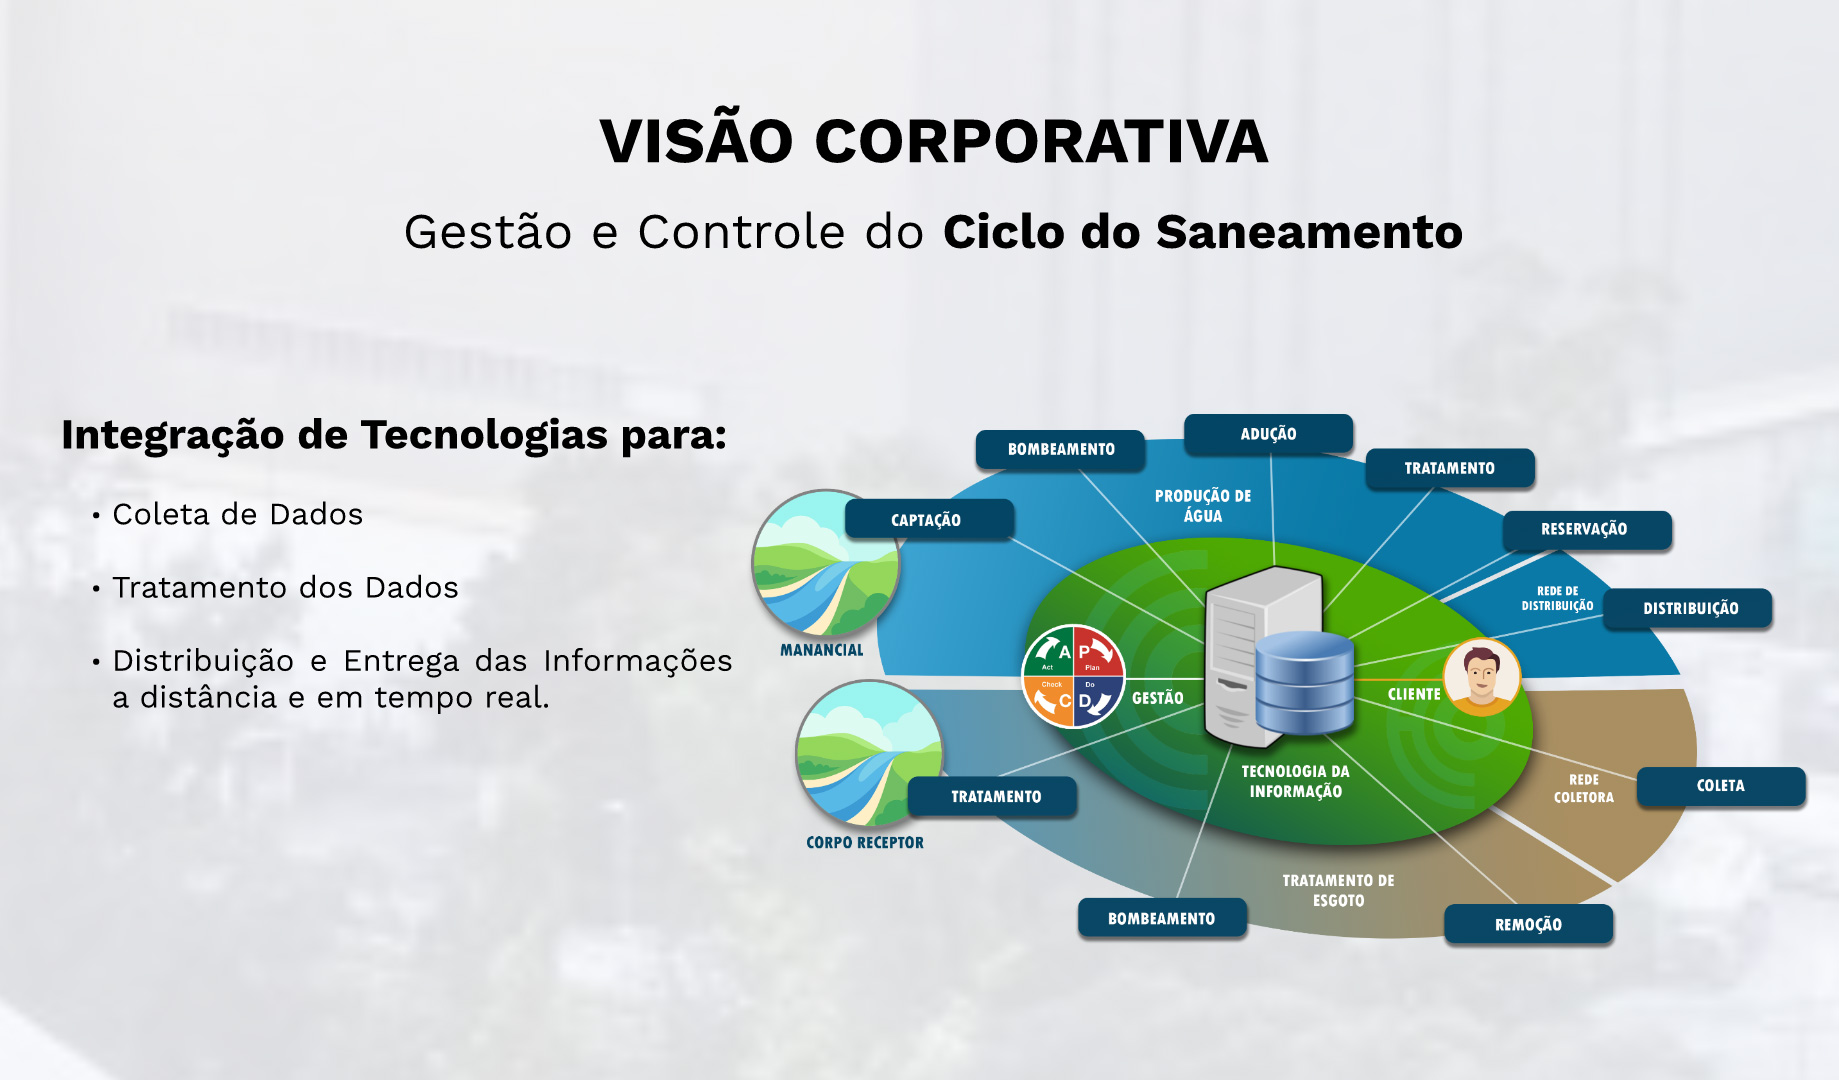 VISÃO CORPORATIVA
Gestão e Controle do Ciclo do Saneamento
Integração de Tecnologias para:
• Coleta de Dados
• Tratamento dos Dados
• Distribuição e Entrega das Informações
a distância e em tempo real.
ADUÇÃO
BOMBEAMENTO
TRATAMENTO
PRODUÇÃO DE
ÁGUA
CAPTAÇÃO
RESERVAÇÃO
REDE DE
DISTRIBUIÇÃO
DISTRIBUIÇÃO
MANANCIAL
A
Act
P
Plan
Check
C
Do
D
GESTÃO
CLIENTE
TECNOLOGIA DA
INFORMAÇÃO
REDE
COLETORA
COLETA
TRATAMENTO
CORPO RECEPTOR
TRATAMENTO DE
ESGOTO
BOMBEAMENTO
REMOÇÃO